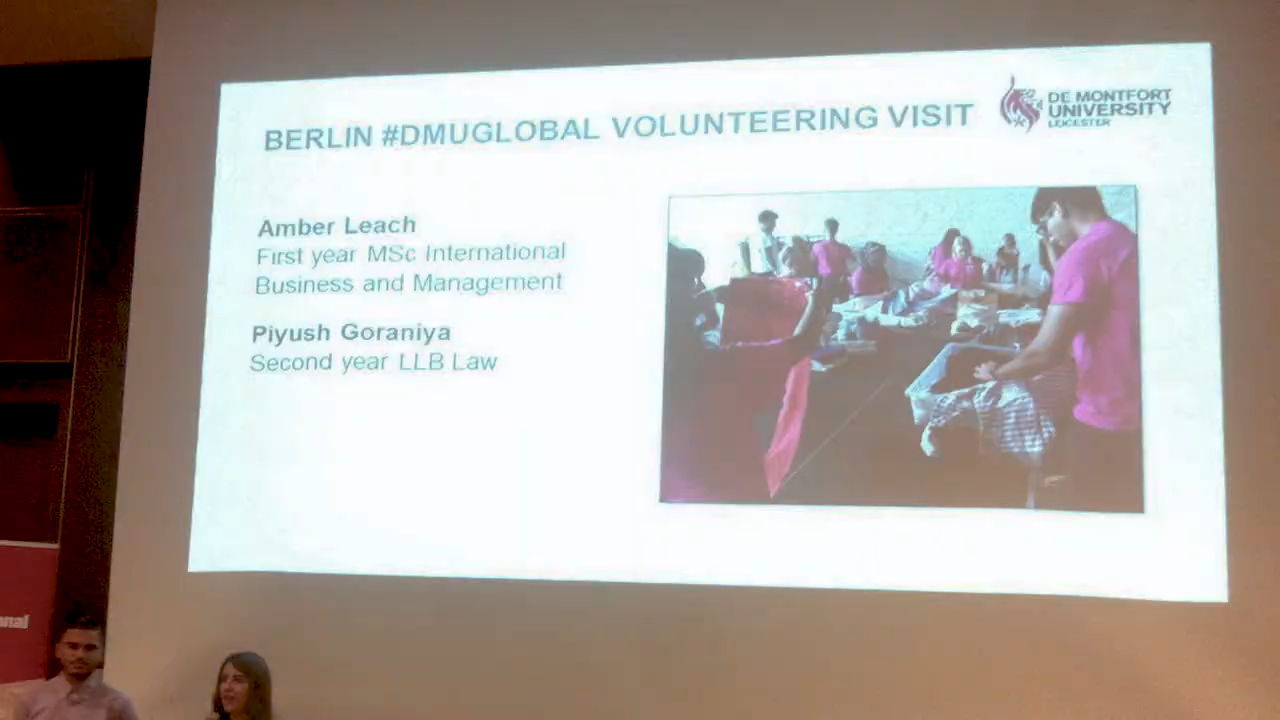 BERLIN #DMUGLOBAL VOLUNTEERING VISIT
DE MONTFORT
UNIVERSITY
LEICESTER
Amber Leach
First year MSc International
Business and Management
Piyush Goraniya
Second year LLB Law